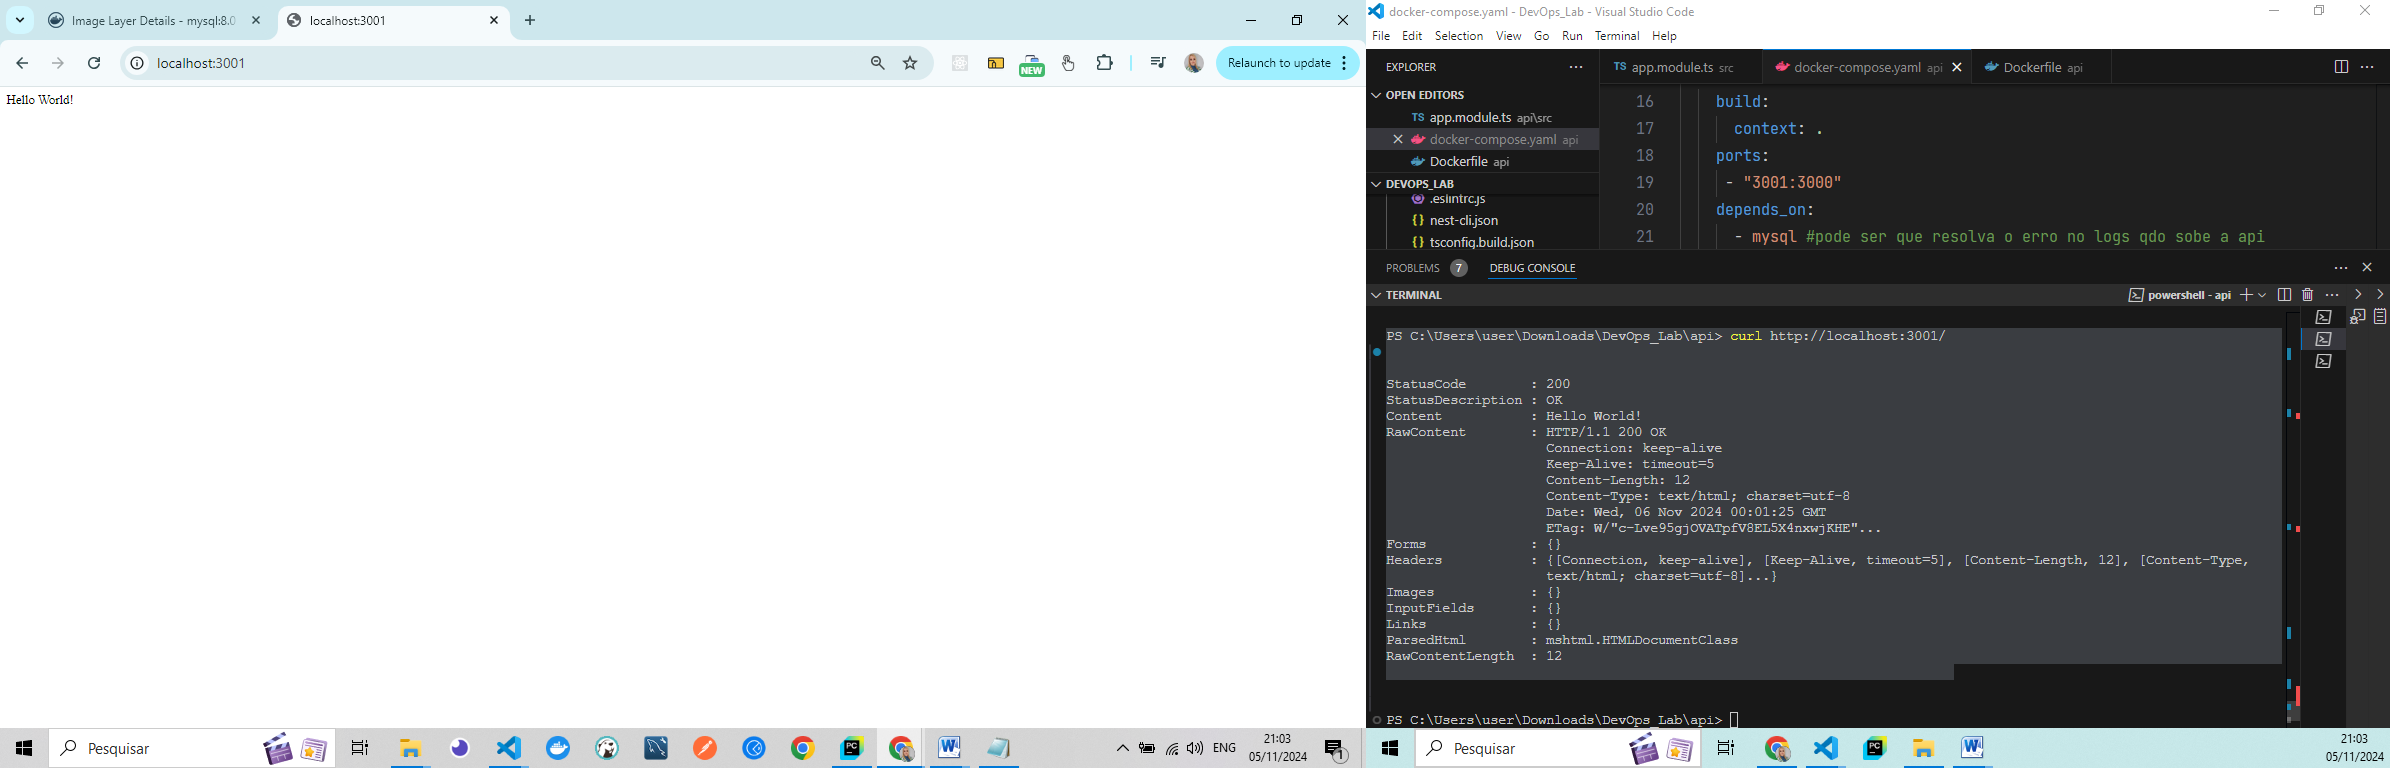 Image Layer Details - mysql:8.0
localhost:3001
localhost:3001
NEW
Relaunch to update
Hello World!
Pesquisar
ENG
21:03
05/11/2024
1
docker-compose.yaml - DevOps_Lab - Visual Studio Code
File Edit Selection View Go Run Terminal Help
EXPLORER
OPEN EDITORS
TS app.module.ts api\src
docker-compose.yaml api
Dockerfile api
DEVOPS_LAB
.eslintrc.js
{} nest-cli.json
{} tsconfig.build.json
TS app.module.ts src
docker-compose.yaml api
Dockerfile api
16 build:
17 context: .
18 ports:
19 - "3001:3000"
20 depends_on:
21 - mysql #pode ser que resolva o erro no logs qdo sobe a api
PROBLEMS 7 DEBUG CONSOLE
TERMINAL
powershell - api
PS C:\Users\user\Downloads\DevOps_Lab\api> curl http://localhost:3001/
StatusCode : 200
StatusDescription : OK
Content : Hello World!
RawContent : HTTP/1.1 200 OK
Connection: keep-alive
Keep-Alive: timeout=5
Content-Length: 12
Content-Type: text/html; charset=utf-8
Date: Wed, 06 Nov 2024 00:01:25 GMT
ETag: W/"c-Lve95gjOVATpfV8EL5X4nxwjKHE"...
Forms : {}
Headers : {[Connection, keep-alive], [Keep-Alive, timeout=5], [Content-Length, 12], [Content-Type,
text/html; charset=utf-8]...}
Images : {}
InputFields : {}
Links : {}
ParsedHtml : mshtml.HTMLDocumentClass
RawContentLength : 12
PS C:\Users\user\Downloads\DevOps_Lab\api>
Pesquisar
21:03
05/11/2024